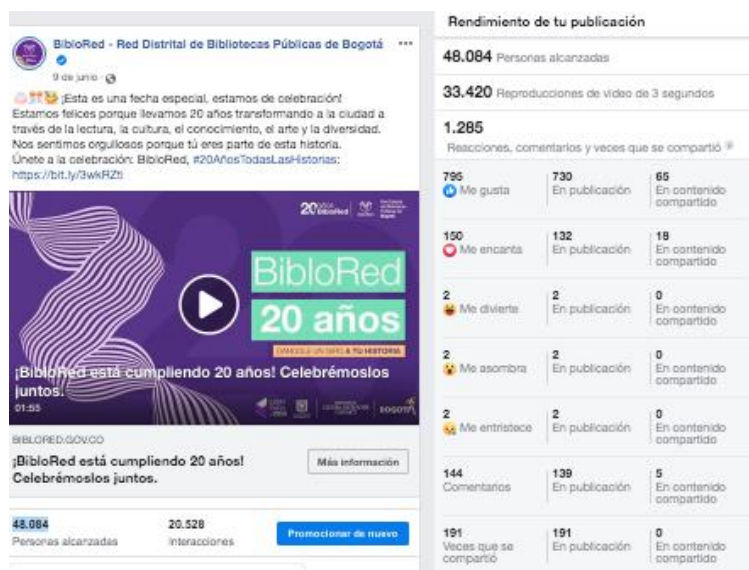 BibloRed - Red Distrital de Bibliotecas Públicas de Bogotá
9 de junio
¡Esta es una fecha especial, estamos de celebración!
Estamos felices porque llevamos 20 años transformando a la ciudad a
través de la lectura, la cultura, el conocimiento, el arte y la diversidad.
Nos sentimos orgullosos porque tú eres parte de esta historia.
Únete a la celebración: BibloRed, #20AñosTodasLasHistorias:
https://bit.ly/3wkRZti
20 BibloRed
BibloRed
20 años
¡BibloRed está cumpliendo 20 años! Celebrémoslos
juntos.
01:55
BOGOTÁ
BIBLORED.GOV.CO
¡BibloRed está cumpliendo 20 años!
Celebrémoslos juntos.
Más información
48.084
Personas alcanzadas
20.528
Interacciones
Promocionar de nuevo
Rendimiento de tu publicación
48.084 Personas alcanzadas
33.420 Reproducciones de video de 3 segundos
1.285
Reacciones, comentarios y veces que se compartió
795 730 65
Me gusta En publicación En contenido
compartido
150 132 18
Me encanta En publicación En contenido
compartido
2 2 0
Me divierte En publicación En contenido
compartido
2 2 0
Me asombra En publicación En contenido
compartido
2 2 0
Me entristece En publicación En contenido
compartido
144 139 5
Comentarios En publicación En contenido
compartido
191 191 0
Veces que se En publicación En contenido
compartió compartido